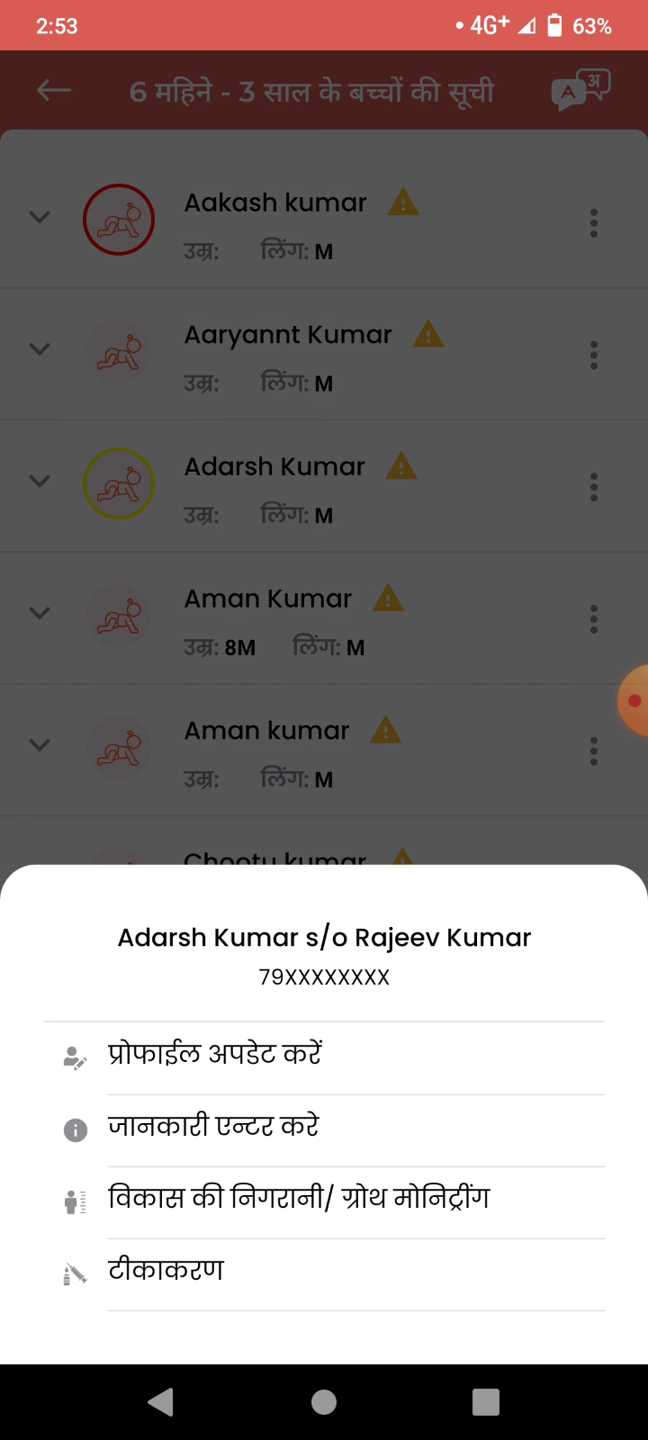 2:53 4G+ 63%
6 महिने - 3 साल के बच्चों की सूची A अ
Aakash kumar
उम्र: लिंग: M
Aaryannt Kumar
उम्र: लिंग: M
Adarsh Kumar
उम्र: लिंग: M
Aman Kumar
उम्र: 8M लिंग: M
Aman kumar
उम्र: लिंग: M
Chootu kumar
Adarsh Kumar s/o Rajeev Kumar
79XXXXXXXX
प्रोफाईल अपडेट करें
जानकारी एन्टर करे
विकास की निगरानी/ ग्रोथ मोनिट्रींग
टीकाकरण